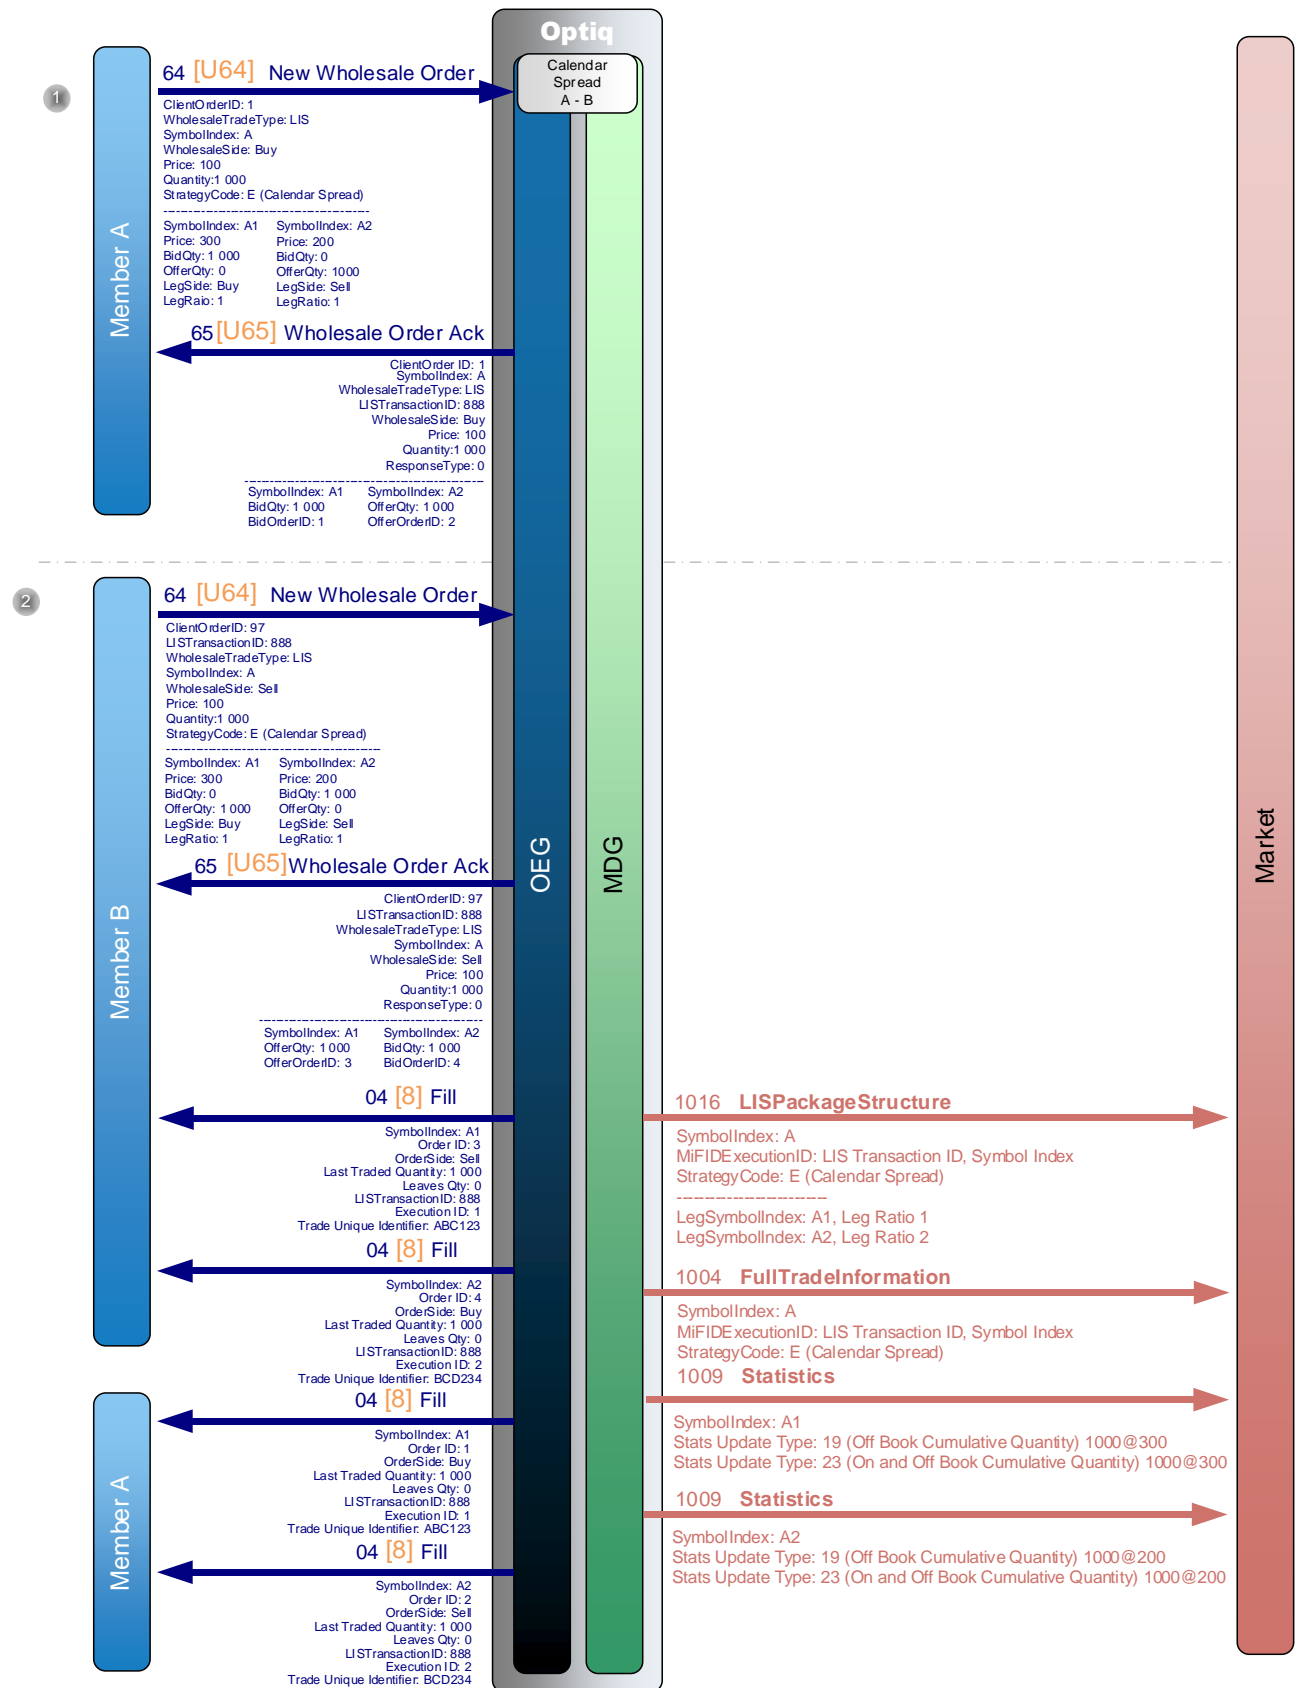 Optiq
Calendar
Spread
A - B
1
64 [U64] New Wholesale Order
ClientOrderID: 1
WholesaleTradeType: LIS
SymbolIndex: A
WholesaleSide: Buy
Price: 100
Quantity:1 000
StrategyCode: E (Calendar Spread)
-------------------------------------------------
SymbolIndex: A1 SymbolIndex: A2
Price: 300 Price: 200
BidQty: 1 000 BidQty: 0
OfferQty: 0 OfferQty: 1000
LegSide: Buy LegSide: Sell
LegRaio: 1 LegRatio: 1
Member A
65 [U65] Wholesale Order Ack
ClientOrder ID: 1
SymbolIndex: A
WholesaleTradeType: LIS
LISTransactionID: 888
WholesaleSide: Buy
Price: 100
Quantity:1 000
ResponseType: 0
---------------------------------------------------------
SymbolIndex: A1 SymbolIndex: A2
BidQty: 1 000 OfferQty: 1 000
BidOrderID: 1 OfferOrderID: 2
2
64 [U64] New Wholesale Order
ClientOrderID: 97
LISTransactionID: 888
WholesaleTradeType: LIS
SymbolIndex: A
WholesaleSide: Sell
Price: 100
Quantity:1 000
StrategyCode: E (Calendar Spread)
---------------------------------------------------
SymbolIndex: A1 SymbolIndex: A2
Price: 300 Price: 200
BidQty: 0 BidQty: 1 000
OfferQty: 1 000 OfferQty: 0
LegSide: Buy LegSide: Sell
LegRatio: 1 LegRatio: 1
Member B
65 [U65] Wholesale Order Ack
ClientOrderID: 97
LISTransactionID: 888
WholesaleTradeType: LIS
SymbolIndex: A
WholesaleSide: Sell
Price: 100
Quantity:1 000
ResponseType: 0
-----------------------------------------------------
SymbolIndex: A1 SymbolIndex: A2
OfferQty: 1 000 BidQty: 1 000
OfferOrderID: 3 BidOrderID: 4
OEG
MDG
Market
04 [8] Fill
SymbolIndex: A1
Order ID: 3
OrderSide: Sell
Last Traded Quantity: 1 000
Leaves Qty: 0
LISTransactionID: 888
Execution ID: 1
Trade Unique Identifier: ABC123
04 [8] Fill
SymbolIndex: A2
Order ID: 4
OrderSide: Buy
Last Traded Quantity: 1 000
Leaves Qty: 0
LISTransactionID: 888
Execution ID: 2
Trade Unique Identifier: BCD234
Member A
04 [8] Fill
SymbolIndex: A1
Order ID: 1
OrderSide: Buy
Last Traded Quantity: 1 000
Leaves Qty: 0
LISTransactionID: 888
Execution ID: 1
Trade Unique Identifier: ABC123
04 [8] Fill
SymbolIndex: A2
Order ID: 2
OrderSide: Sell
Last Traded Quantity: 1 000
Leaves Qty: 0
LISTransactionID: 888
Execution ID: 2
Trade Unique Identifier: BCD234
1016 LISPackageStructure
SymbolIndex: A
MiFIDExecutionID: LIS Transaction ID, Symbol Index
StrategyCode: E (Calendar Spread)
---------------------------
LegSymbolIndex: A1, Leg Ratio 1
LegSymbolIndex: A2, Leg Ratio 2
1004 FullTradeInformation
SymbolIndex: A
MiFIDExecutionID: LIS Transaction ID, Symbol Index
StrategyCode: E (Calendar Spread)
1009 Statistics
SymbolIndex: A1
Stats Update Type: 19 (Off Book Cumulative Quantity) 1000@300
Stats Update Type: 23 (On and Off Book Cumulative Quantity) 1000@300
1009 Statistics
SymbolIndex: A2
Stats Update Type: 19 (Off Book Cumulative Quantity) 1000@200
Stats Update Type: 23 (On and Off Book Cumulative Quantity) 1000@200